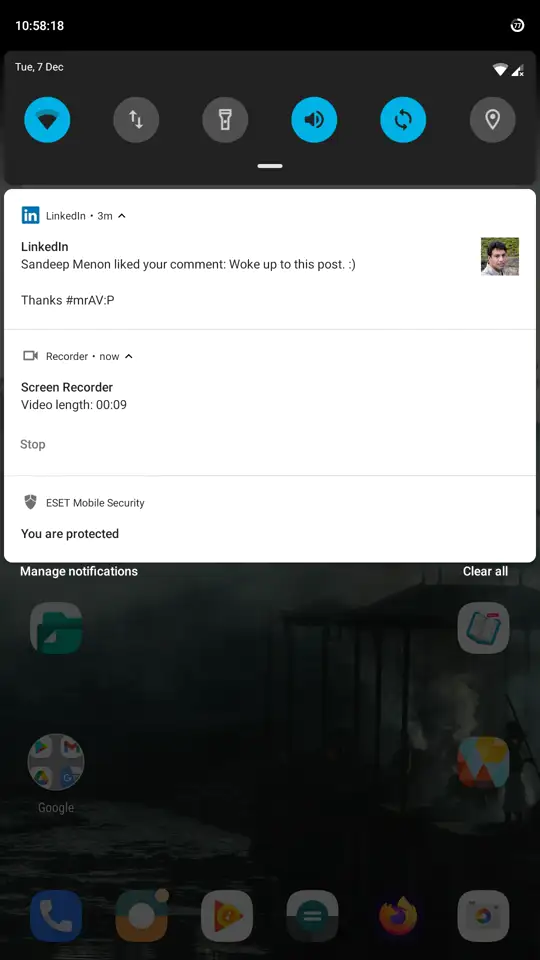 10:58:18
77
Tue, 7 Dec
in LinkedIn • 3m
LinkedIn
Sandeep Menon liked your comment: Woke up to this post. :)
Thanks #mrAV:P
Recorder • now
Screen Recorder
Video length: 00:09
Stop
ESET Mobile Security
You are protected
Manage notifications
Clear all
Google